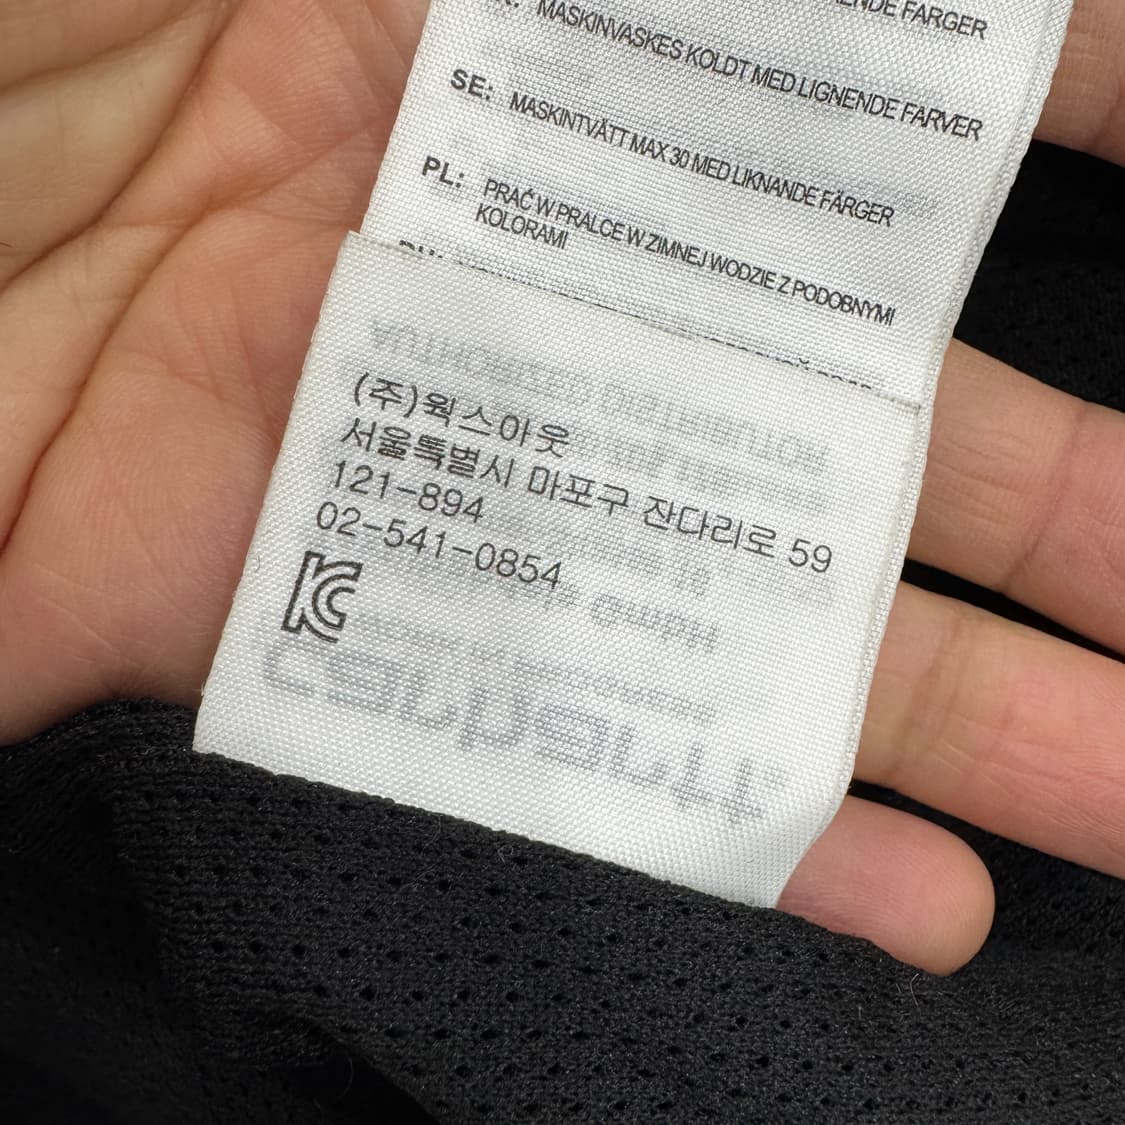 ENDE FARGER
MASKINVASKES KOLDT MED LIGNENDE FARVER
SE: MASKINTVÄTT MAX 30 MED LIKNANDE FÄRGER
PL: PRAĆ W PRALCE W ZIMNEJ WODZIE Z PODOBNYMI
KOLORAMI
(주)웍스아웃
서울특별시 마포구 잔다리로 59
121-894
02-541-0854